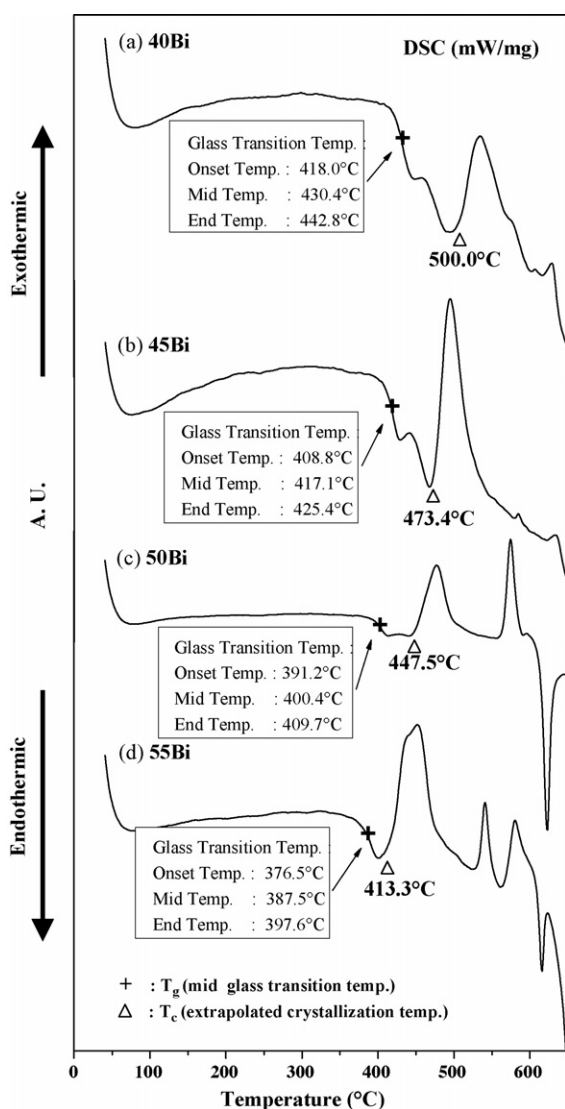 (a) 40Bi
DSC (mW/mg)
Glass Transition Temp. :
Onset Temp. : 418.0°C
Mid Temp. : 430.4°C
End Temp. : 442.8°C
500.0°C
Exothermic
(b) 45Bi
Glass Transition Temp. :
Onset Temp. : 408.8°C
Mid Temp. : 417.1°C
End Temp. : 425.4°C
473.4°C
A. U.
(c) 50Bi
Glass Transition Temp. :
Onset Temp. : 391.2°C
Mid Temp. : 400.4°C
End Temp. : 409.7°C
447.5°C
Endothermic
(d) 55Bi
Glass Transition Temp. :
Onset Temp. : 376.5°C
Mid Temp. : 387.5°C
End Temp. : 397.6°C
413.3°C
+ : Tg (mid glass transition temp.)
△ : Tc (extrapolated crystallization temp.)
0 100 200 300 400 500 600
Temperature (°C)